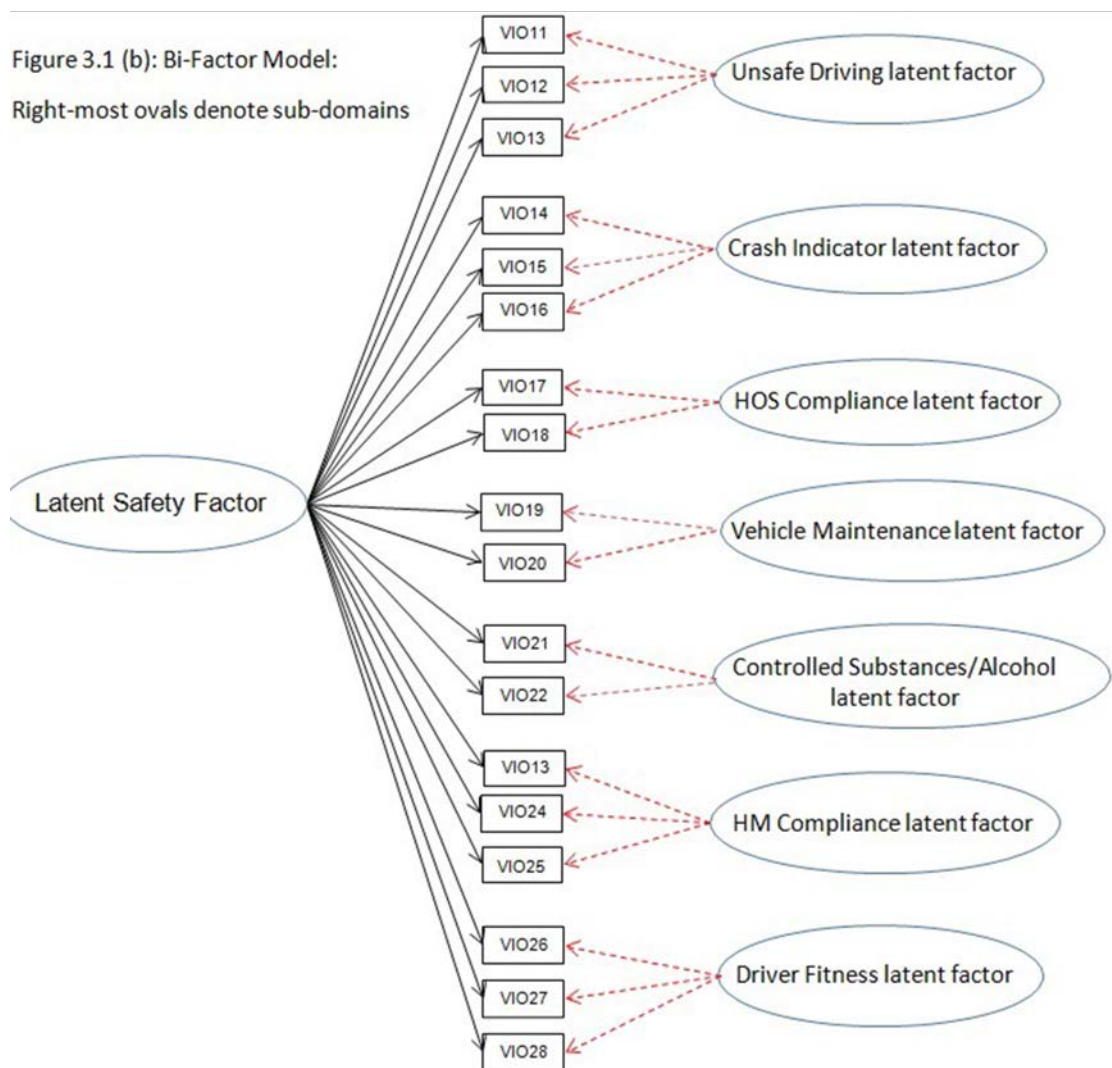 Figure 3.1 (b): Bi-Factor Model:
Right-most ovals denote sub-domains
VIO11
VIO12
VIO13
Unsafe Driving latent factor
VIO14
VIO15
VIO16
Crash Indicator latent factor
VIO17
VIO18
HOS Compliance latent factor
Latent Safety Factor
VIO19
VIO20
Vehicle Maintenance latent factor
VIO21
VIO22
Controlled Substances/Alcohol
latent factor
VIO13
VIO24
VIO25
HM Compliance latent factor
VIO26
VIO27
VIO28
Driver Fitness latent factor